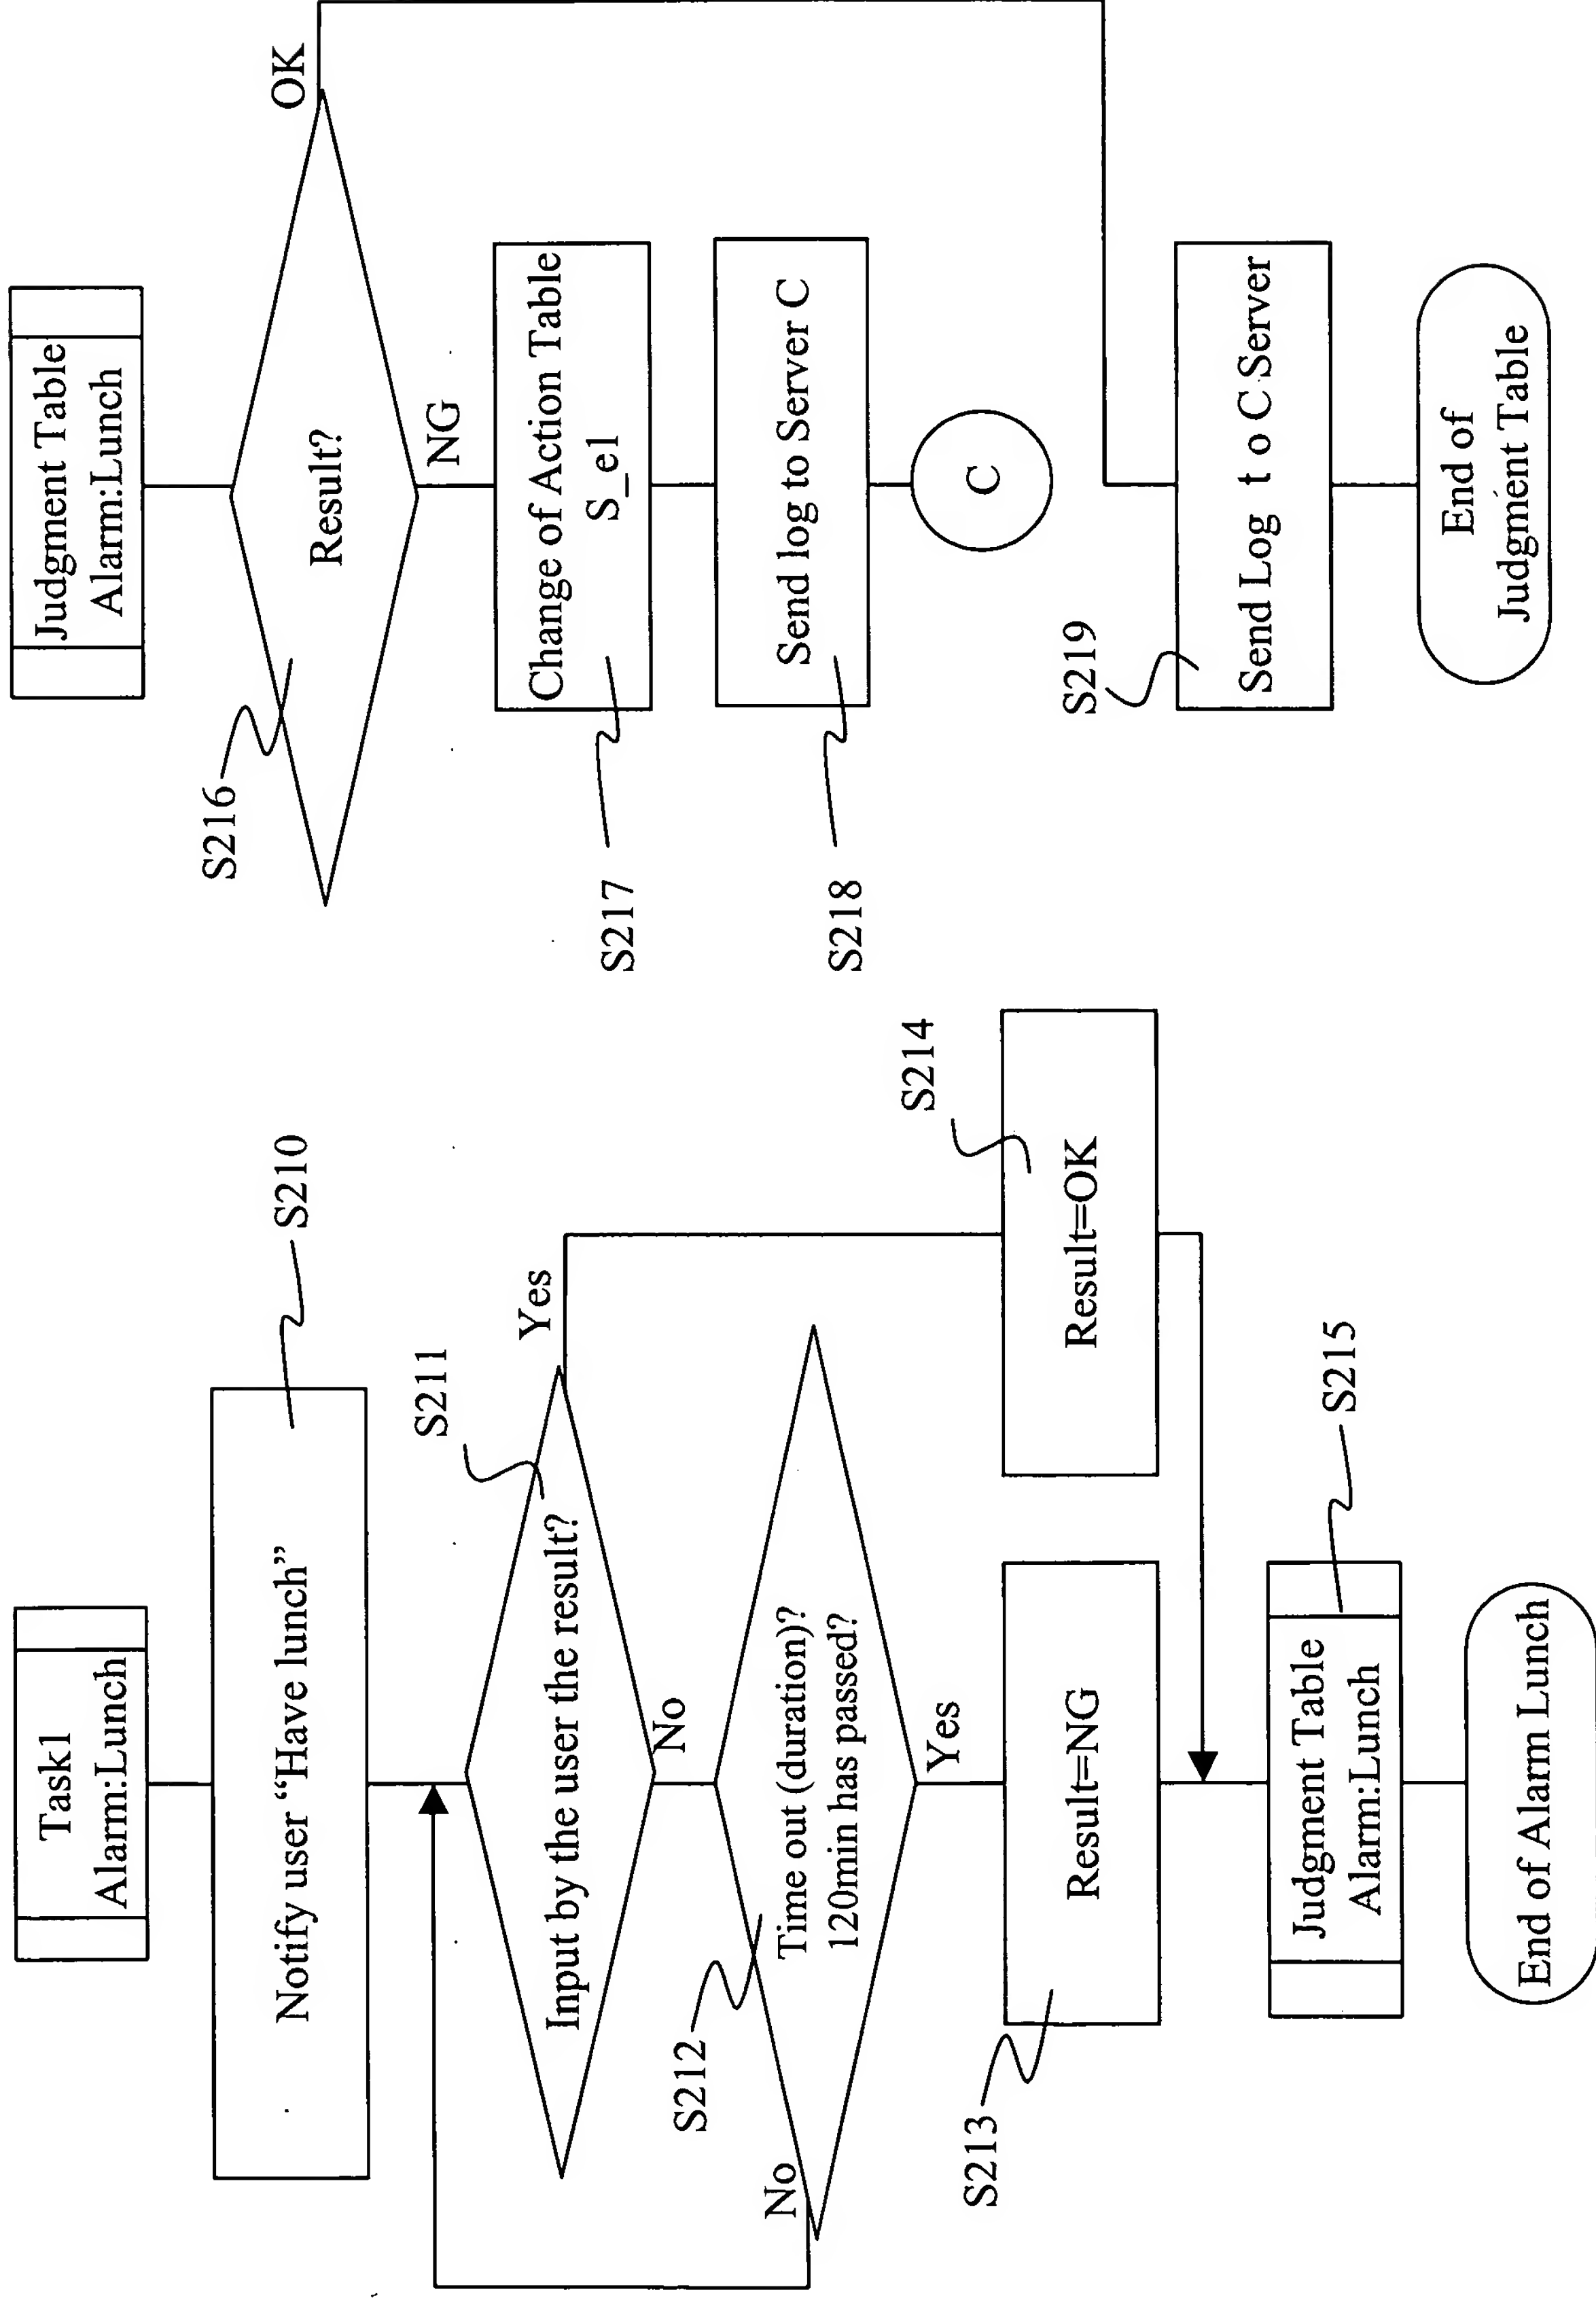 Task1
Alarm:Lunch
Notify user “Have lunch”
S210
Input by the user the result?
S211
Yes
No
Time out (duration)?
120min has passed?
S212
No
Yes
Result=NG
S213
Result=OK
S214
Judgment Table
Alarm:Lunch
S215
End of Alarm Lunch
Judgment Table
Alarm:Lunch
Result?
S216
OK
NG
Change of Action Table
S_e1
S217
Send log to Server C
S218
C
Send Log t o C Server
S219
End of
Judgment Table